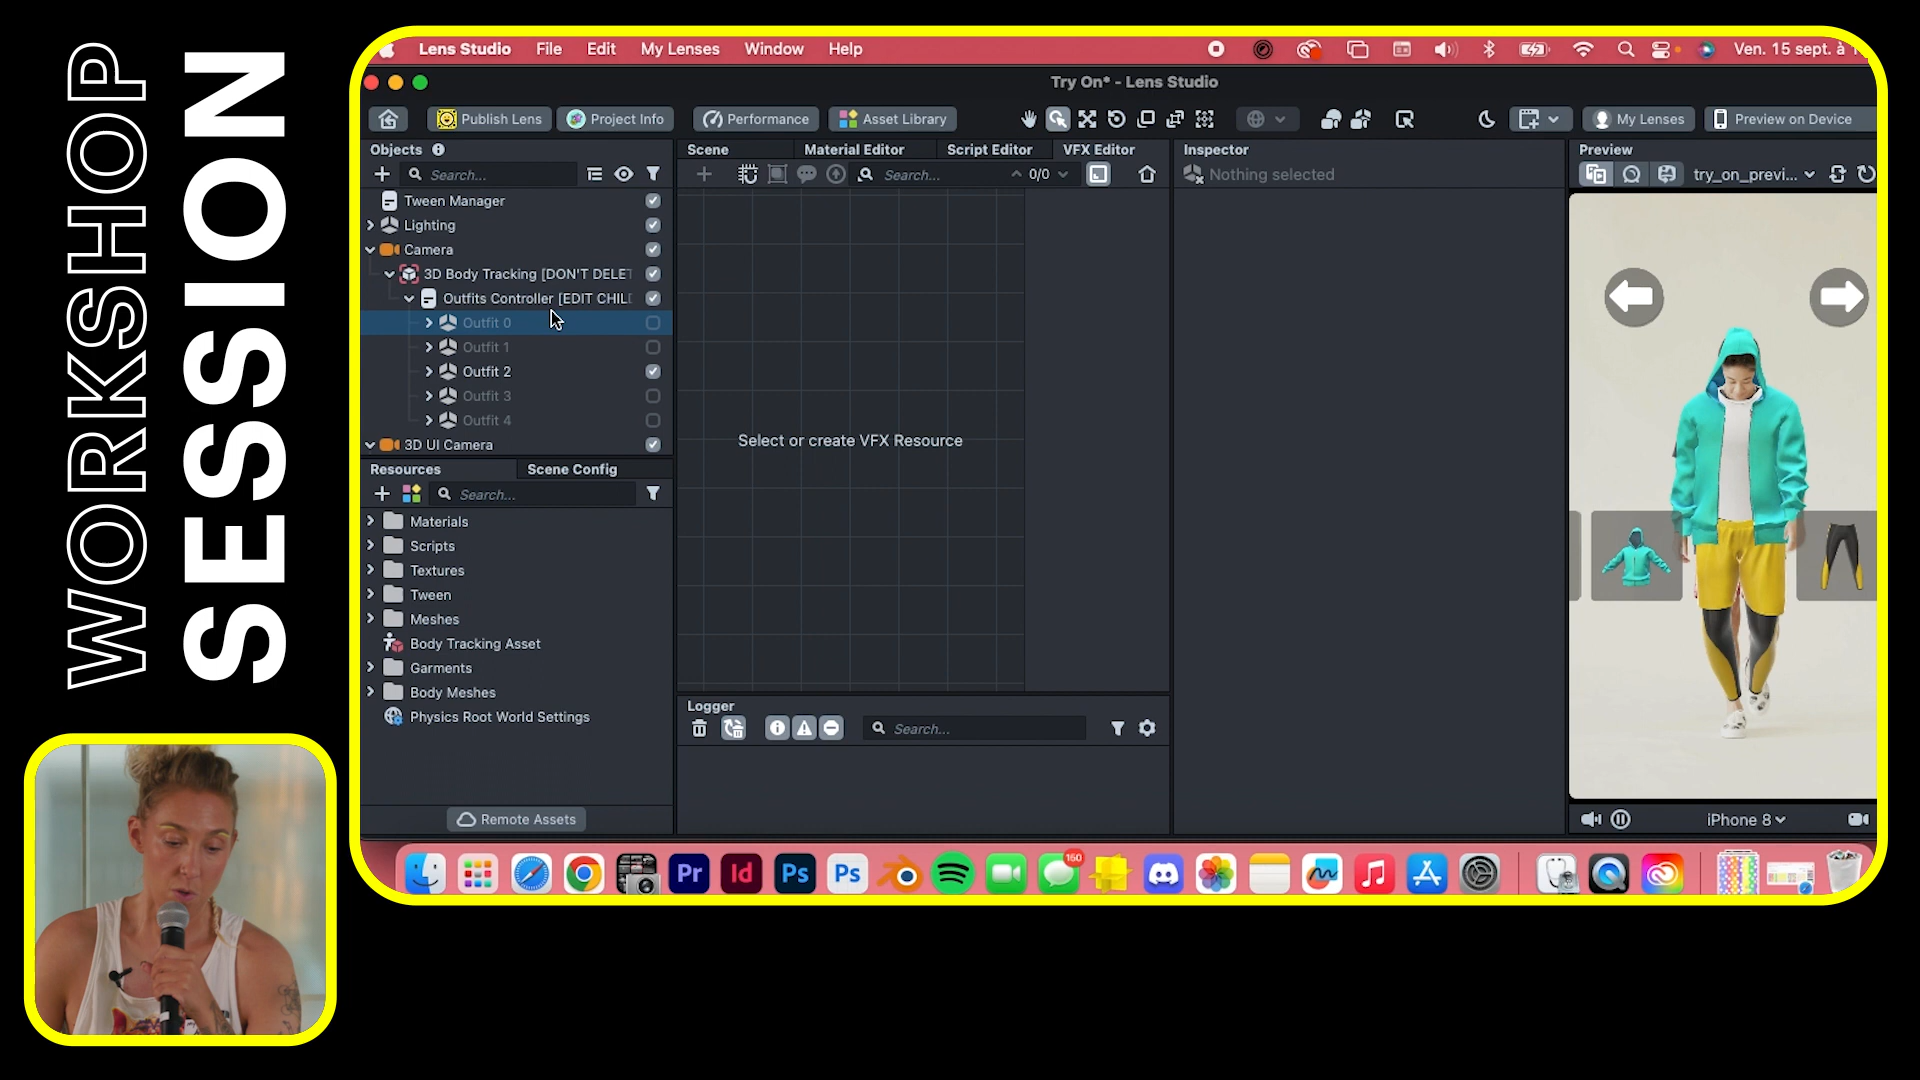 WORKSHOP
SESSION
Lens Studio File Edit My Lenses Window Help
Ven. 15 sept. à
Try On* - Lens Studio
Publish Lens Project Info Performance Asset Library My Lenses Preview on Device
Objects
Search...
Tween Manager
Lighting
Camera
3D Body Tracking [DON'T DELET
Outfits Controller [EDIT CHIL
Outfit 0
Outfit 1
Outfit 2
Outfit 3
Outfit 4
3D UI Camera
Resources Scene Config
Search...
Materials
Scripts
Textures
Tween
Meshes
Body Tracking Asset
Garments
Body Meshes
Physics Root World Settings
Remote Assets
Scene Material Editor Script Editor VFX Editor
Search... 0/0
Select or create VFX Resource
Logger
Search...
Inspector
Nothing selected
Preview
try_on_previ...
iPhone 8
Pr Id Ps Ps 150